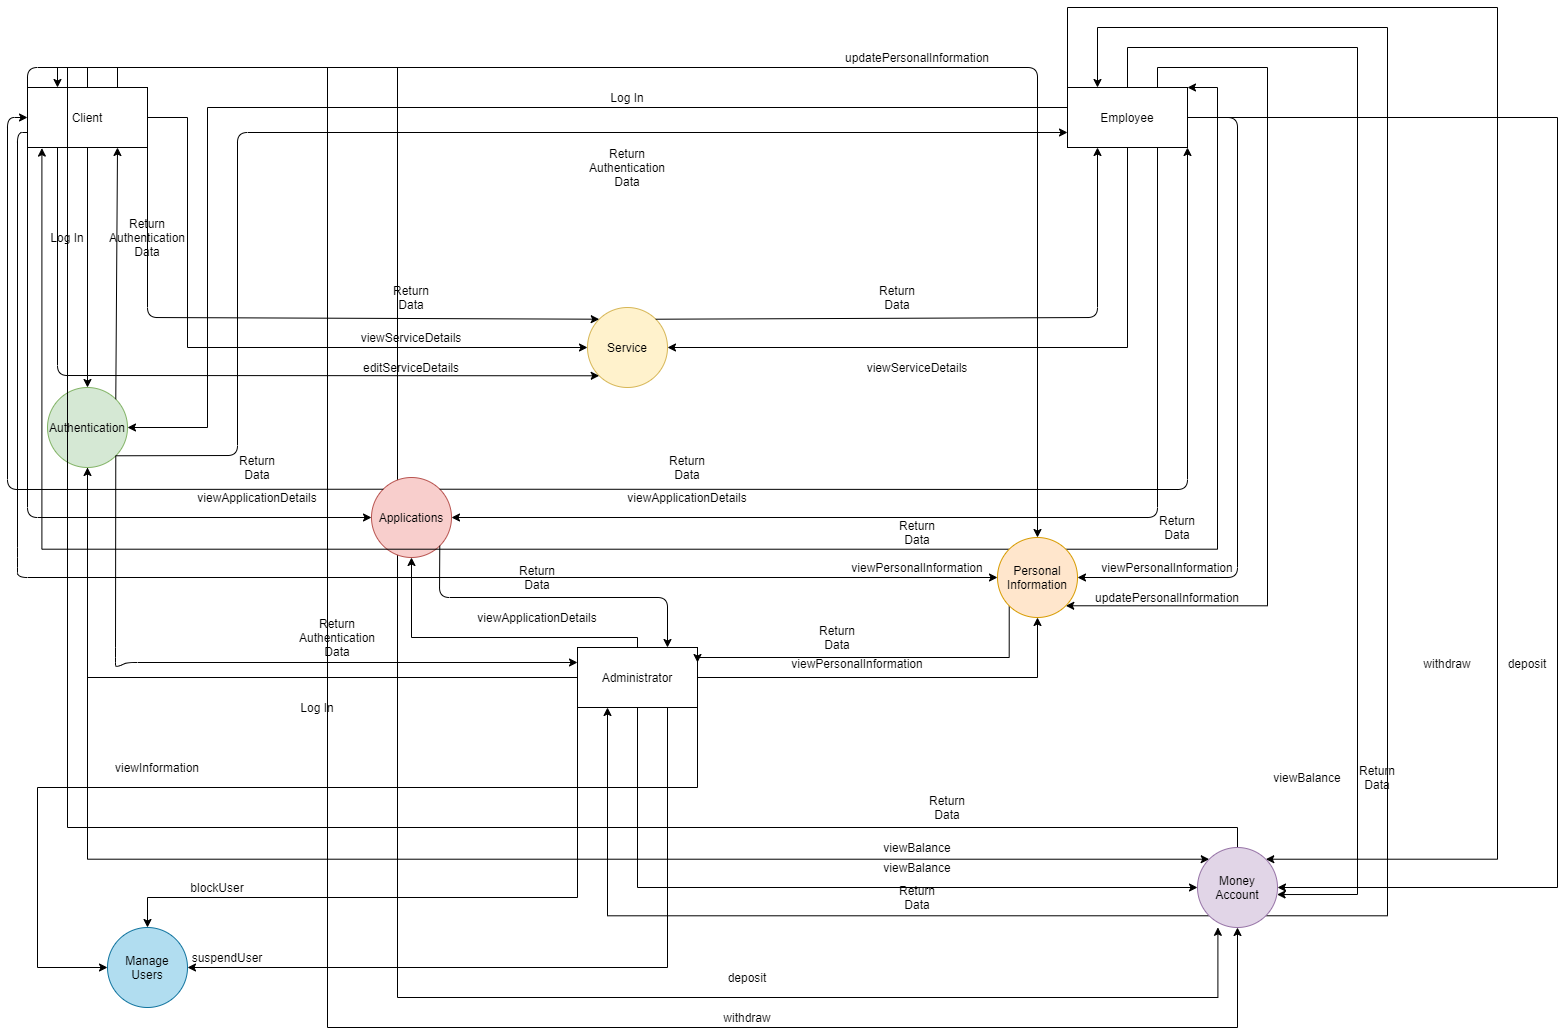 updatePersonalInformation
Log In
Client
Employee
Return
Authentication
Data
Return
Authentication
Data
Log In
Return
Data
Return
Data
viewServiceDetails
Service
editServiceDetails
viewServiceDetails
Authentication
Return
Data
Return
Data
viewApplicationDetails
viewApplicationDetails
Applications
Return
Data
Return
Data
viewPersonalInformation
Personal
Information
viewPersonalInformation
Return
Data
updatePersonalInformation
viewApplicationDetails
Return
Authentication
Data
Return
Data
viewPersonalInformation
withdraw
deposit
Administrator
Log In
viewInformation
viewBalance
Return
Data
Return
Data
viewBalance
viewBalance
blockUser
Return
Data
Money
Account
suspendUser
Manage
Users
deposit
withdraw